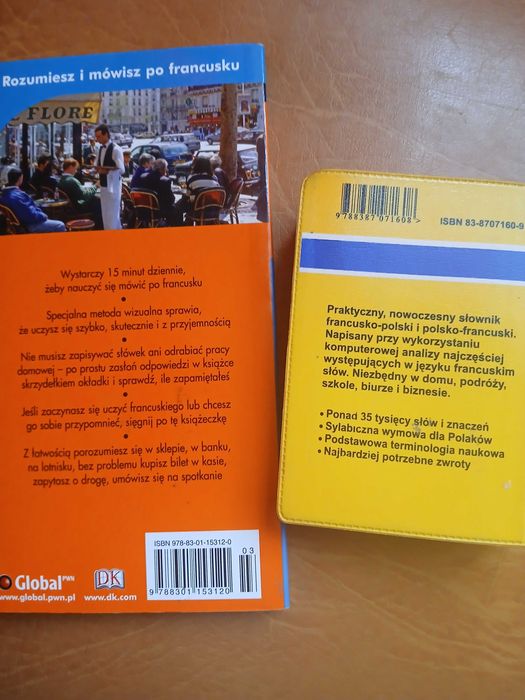 Rozumiesz i mówisz po francusku
FLORE
Wystarczy 15 minut dziennie,
żeby nauczyć się mówić po francusku
•
Specjalna metoda wizualna sprawia,
że uczysz się szybko, skutecznie i z przyjemnością
•
Nie musisz zapisywać słówek ani odrabiać pracy
domowej – po prostu zasłoń odpowiedzi w książce
skrzydełkiem okładki i sprawdź, ile zapamiętałeś
•
Jeśli zaczynasz się uczyć francuskiego lub chcesz
go sobie przypomnieć, sięgnij po tę książeczkę
•
Z łatwością porozumiesz się w sklepie, w banku,
na lotnisku, bez problemu kupisz bilet w kasie,
zapytasz o drogę, umówisz się na spotkanie
ISBN 978-83-01-15312-0
03
9 788301 153120
Global PWN
www.global.pwn.pl
DK
www.dk.com
9 788387 071608 >
ISBN 83-8707160-9
Praktyczny, nowoczesny słownik
francusko-polski i polsko-francuski.
Napisany przy wykorzystaniu
komputerowej analizy najczęściej
występujących w języku francuskim
słów. Niezbędny w domu, podróży,
szkole, biurze i biznesie.
• Ponad 35 tysięcy słów i znaczeń
• Sylabiczna wymowa dla Polaków
• Podstawowa terminologia naukowa
• Najbardziej potrzebne zwroty